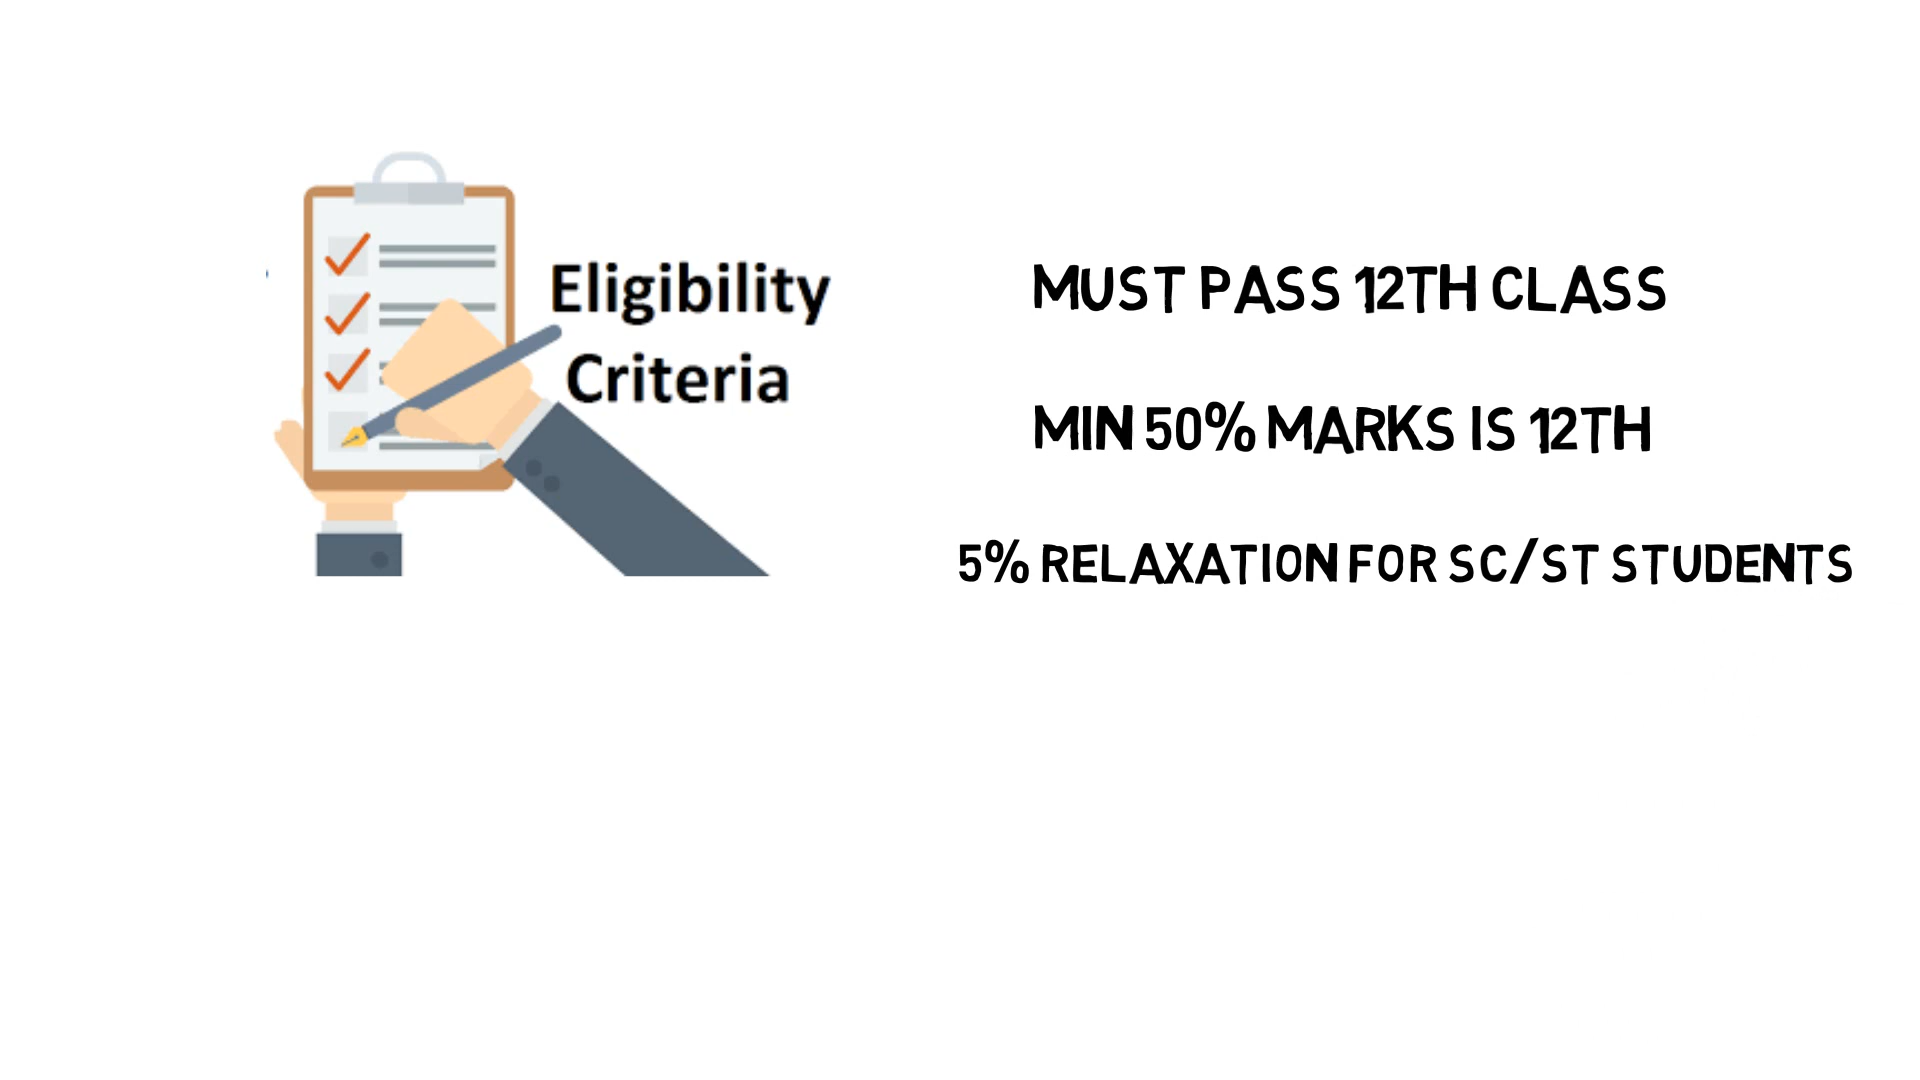 Eligibility
Criteria
MUST PASS 12TH CLASS
MIN 50% MARKS IS 12TH
5% RELAXATION FOR SC/ST STUDENTS